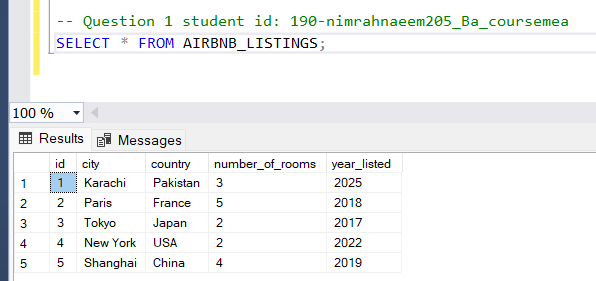 -- Question 1 student id: 190-nimrahnaeem205_Ba_coursemea
SELECT * FROM AIRBNB_LISTINGS;
100 %
Results Messages
id city country number_of_rooms year_listed
1 1 Karachi Pakistan 3 2025
2 2 Paris France 5 2018
3 3 Tokyo Japan 2 2017
4 4 New York USA 2 2022
5 5 Shanghai China 4 2019